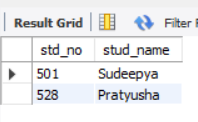 Result Grid Filter R
std_no stud_name
501 Sudeepya
528 Pratyusha